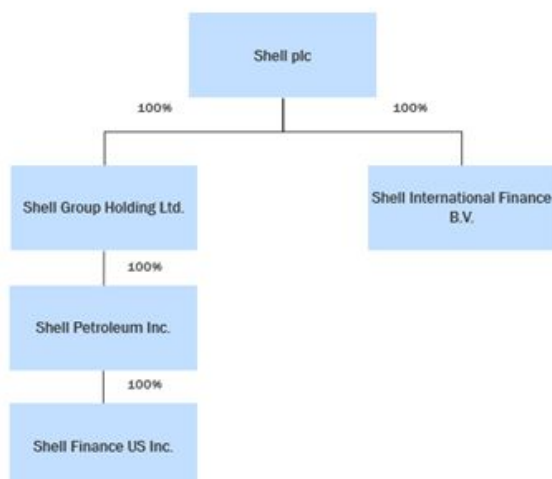 Shell plc
100%
100%
Shell Group Holding Ltd.
Shell International Finance
B.V.
100%
Shell Petroleum Inc.
100%
Shell Finance US Inc.